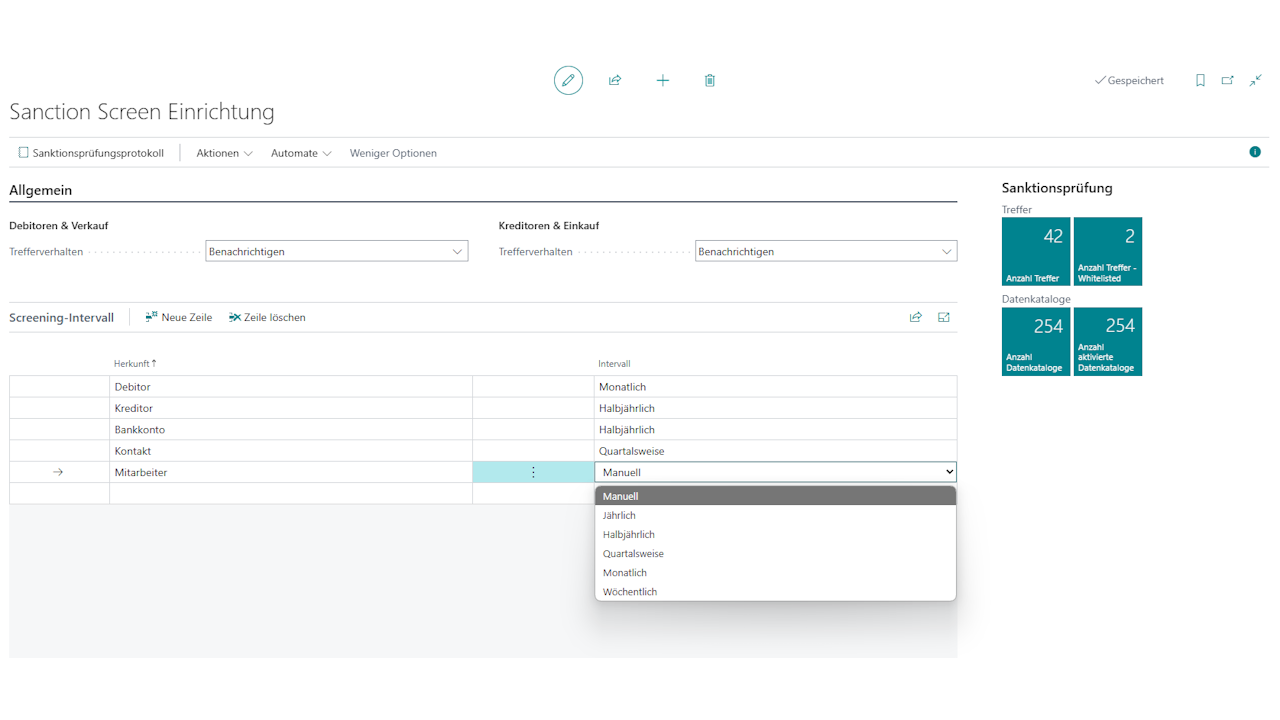 Gespeichert
Sanction Screen Einrichtung
Sanktionsprüfungsprotokoll Aktionen Automate Weniger Optionen
Allgemein
Debitoren & Verkauf
Trefferverhalten Benachrichtigen
Kreditoren & Einkauf
Trefferverhalten Benachrichtigen
Screening-Intervall Neue Zeile Zeile löschen
Herkunft Intervall
Debitor Monatlich
Kreditor Halbjährlich
Bankkonto Halbjährlich
Kontakt Quartalsweise
Mitarbeiter Manuell
Manuell
Jährlich
Halbjährlich
Quartalsweise
Monatlich
Wöchentlich
Sanktionsprüfung
Treffer
42
Anzahl Treffer
2
Anzahl Treffer -
Whitelisted
Datenkataloge
254
Anzahl
Datenkataloge
254
Anzahl
aktivierte
Datenkataloge